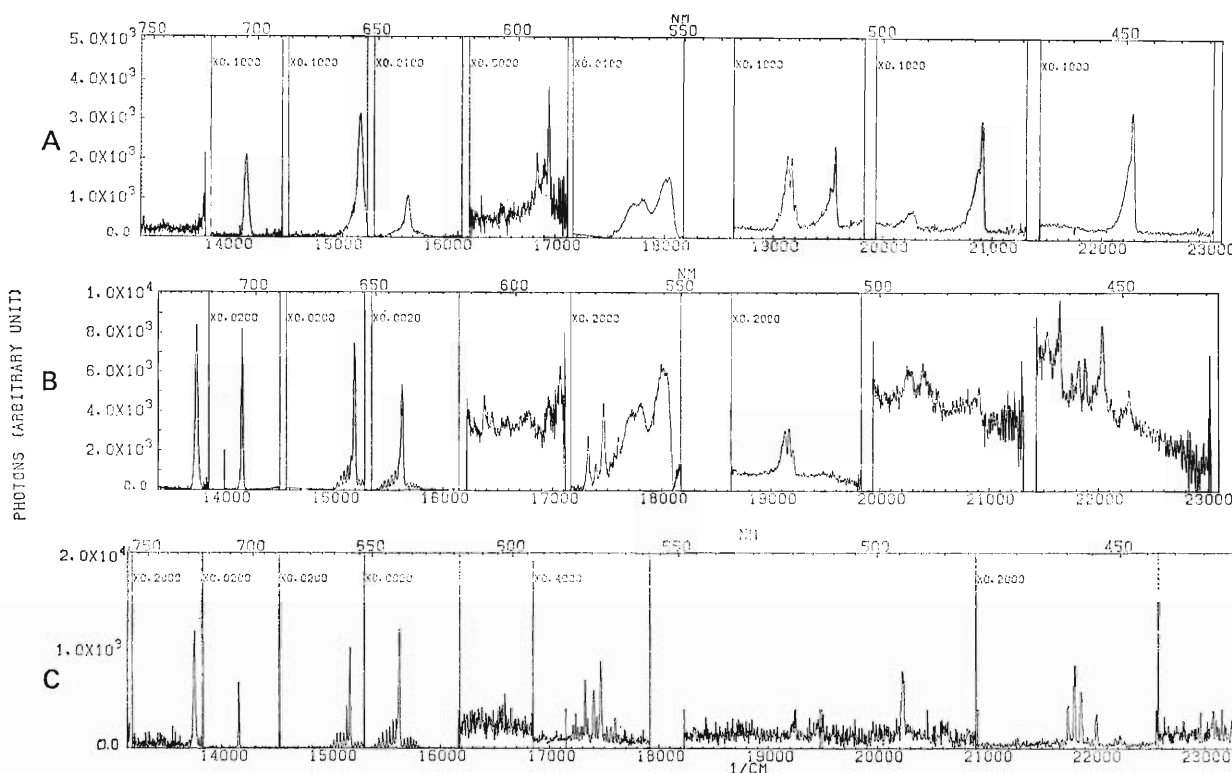 NM
750 700 650 600 550 500 450
5.0X10³
X0.1000 X0.1000 X0.0100 X0.5000 X0.0100 X0.1000 X0.1000 X0.1000
4.0X10³
A
3.0X10³
2.0X10³
1.0X10³
0.0
14000 15000 16000 17000 18000 19000 20000 21000 22000 23000
NM
700 650 600 550 500 450
1.0X10⁴
X0.0200 X0.0200 X0.0020 X0.2000 X0.2000
8.0X10³
B
6.0X10³
4.0X10³
2.0X10³
0.0
14000 15000 16000 17000 18000 19000 20000 21000 22000 23000
PHOTONS (ARBITRARY UNIT)
NM
750 700 650 600 550 500 450
2.0X10⁴
X0.2000 X0.0200 X0.0200 X0.0020 X0.4000 X0.2000
1.0X10³
C
0.0
14000 15000 16000 17000 18000 19000 20000 21000 22000 23000
1/CM